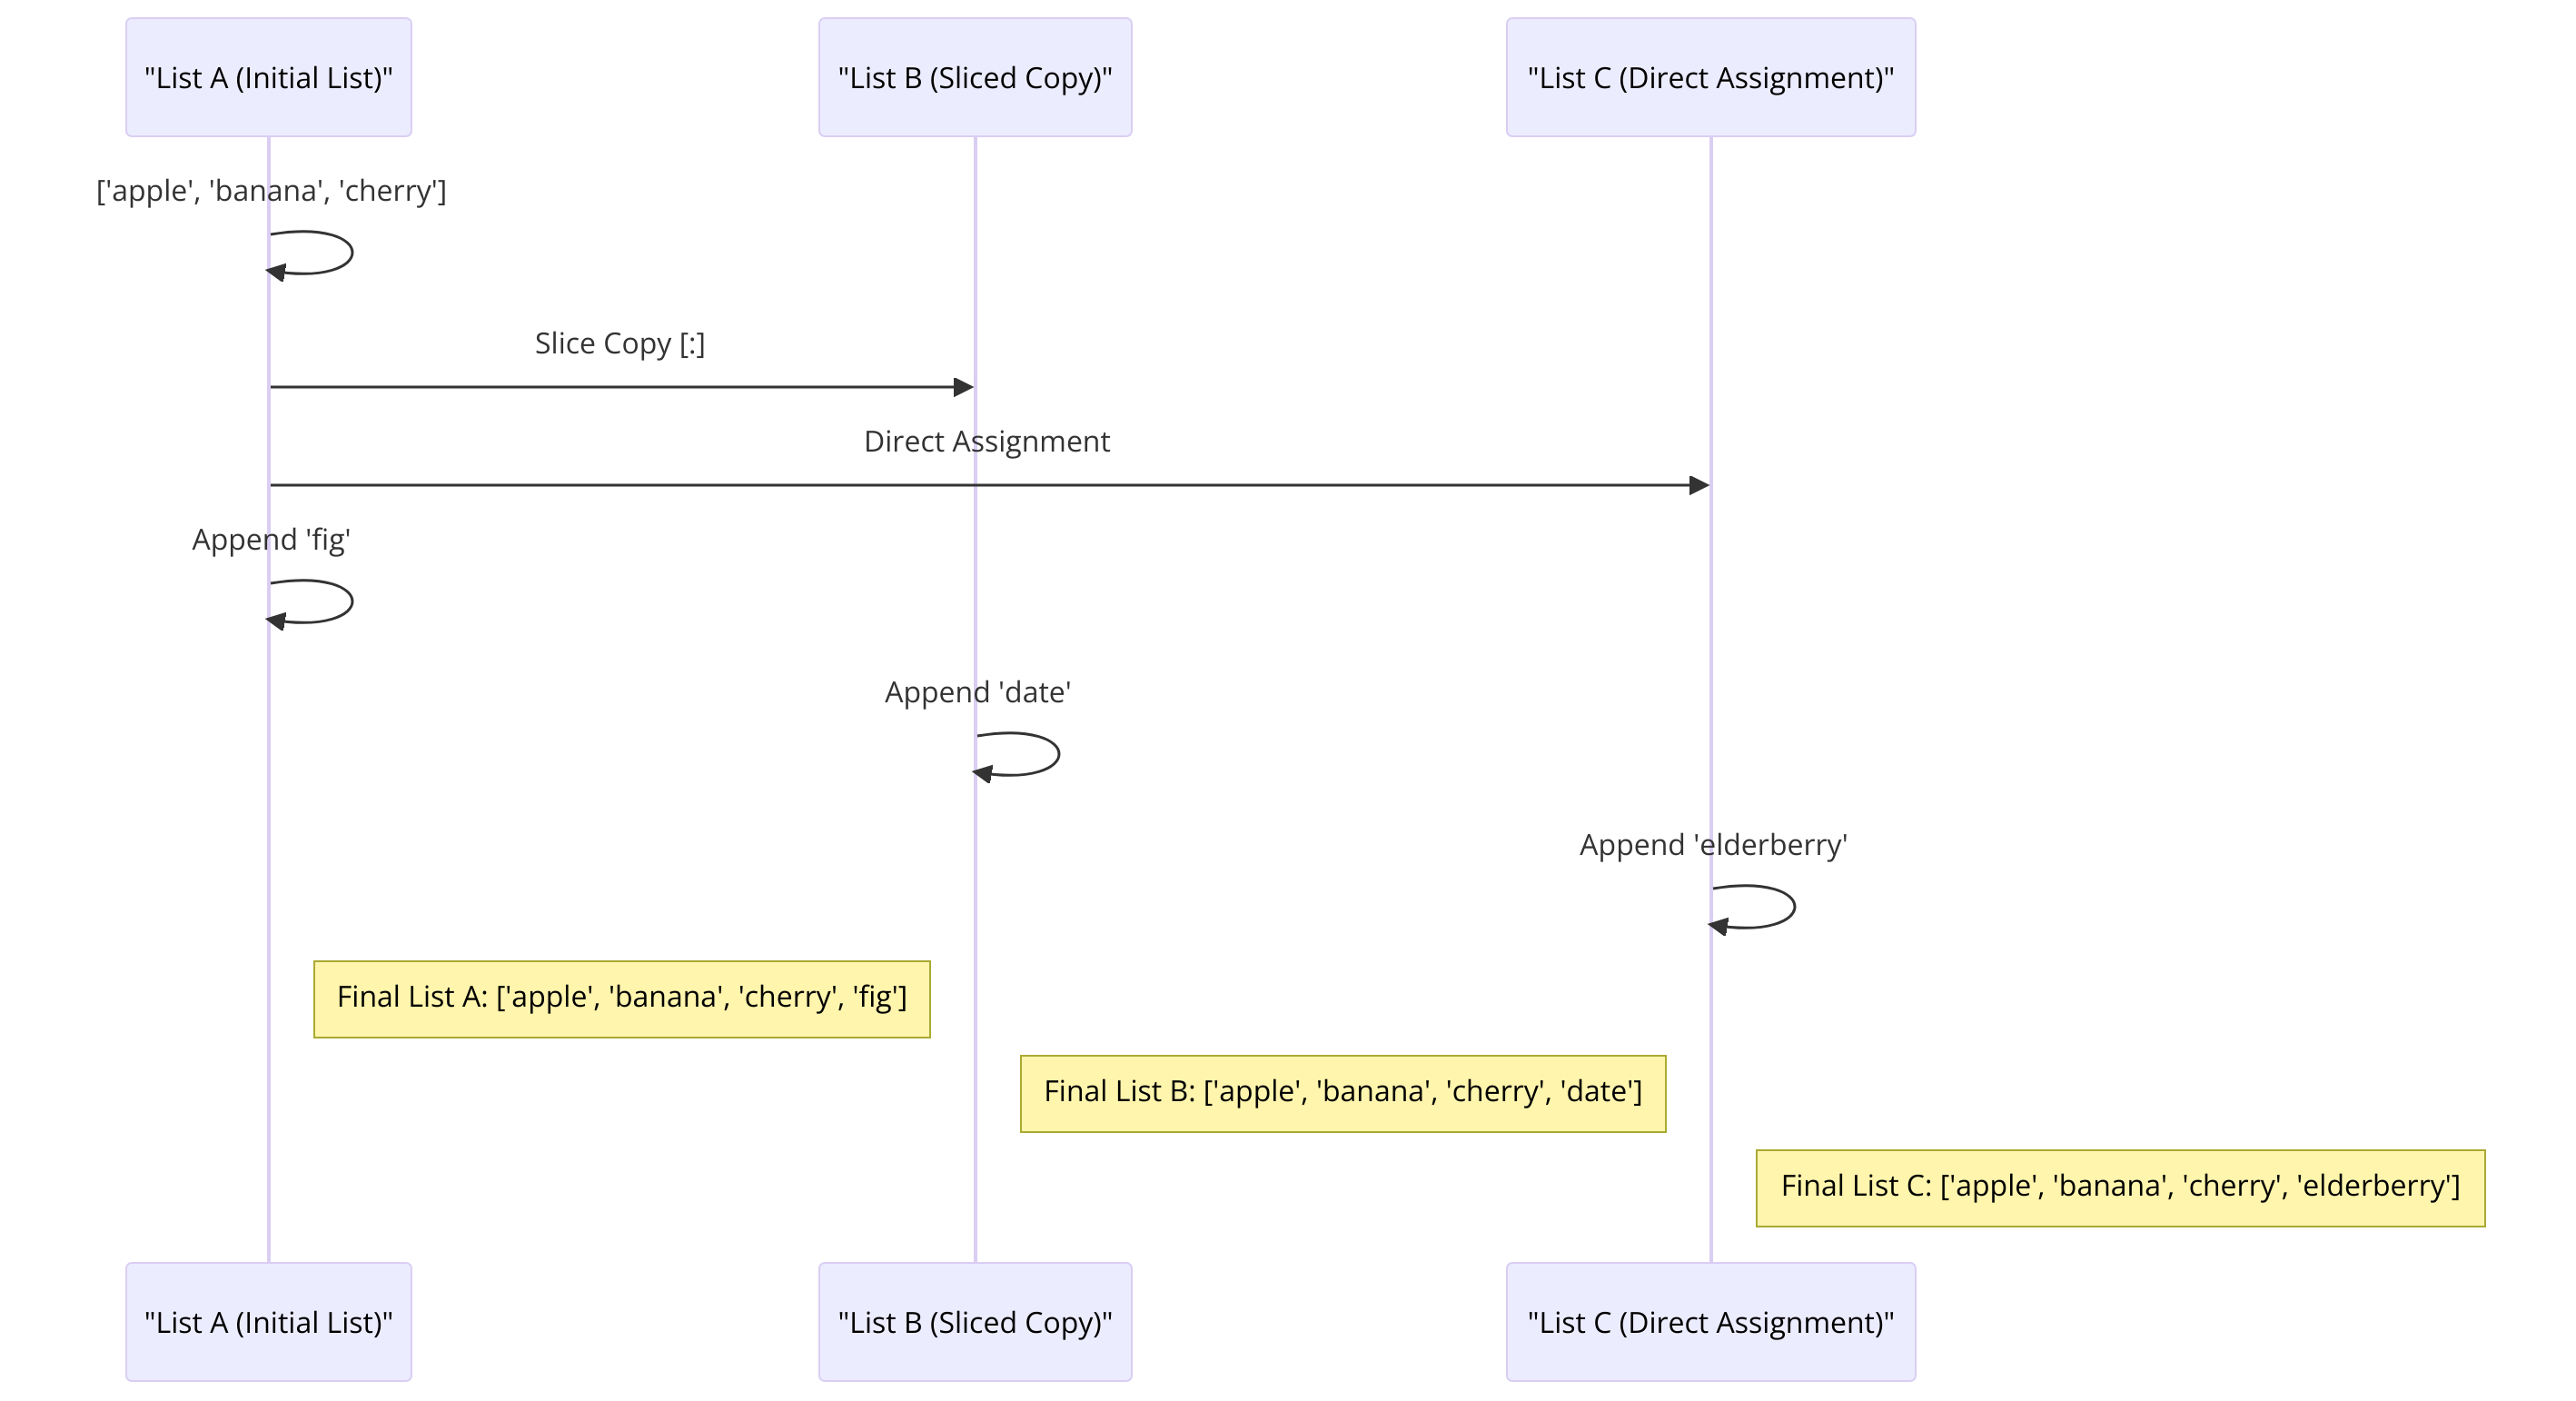 "List A (Initial List)"
"List B (Sliced Copy)"
"List C (Direct Assignment)"
['apple', 'banana', 'cherry']
Slice Copy [:]
Direct Assignment
Append 'fig'
Append 'date'
Append 'elderberry'
Final List A: ['apple', 'banana', 'cherry', 'fig']
Final List B: ['apple', 'banana', 'cherry', 'date']
Final List C: ['apple', 'banana', 'cherry', 'elderberry']
"List A (Initial List)"
"List B (Sliced Copy)"
"List C (Direct Assignment)"